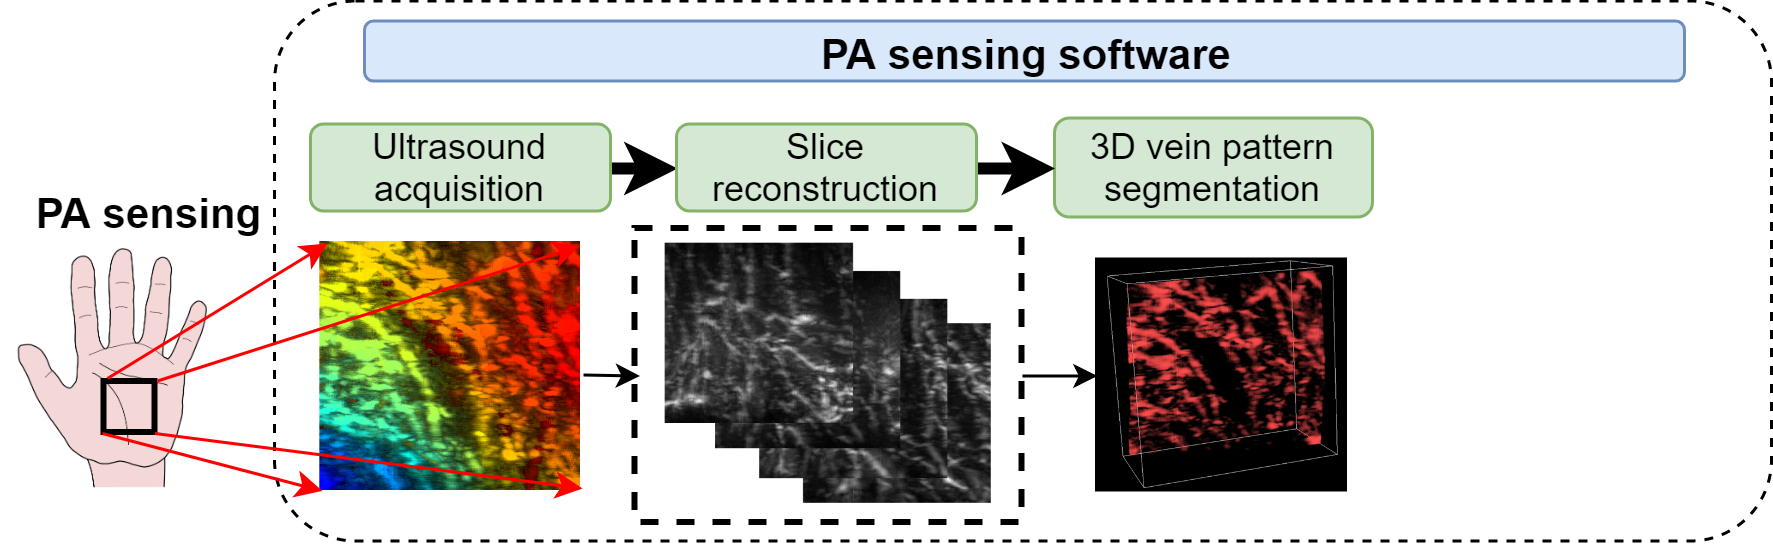 PA sensing software
Ultrasound
acquisition
Slice
reconstruction
3D vein pattern
segmentation
PA sensing